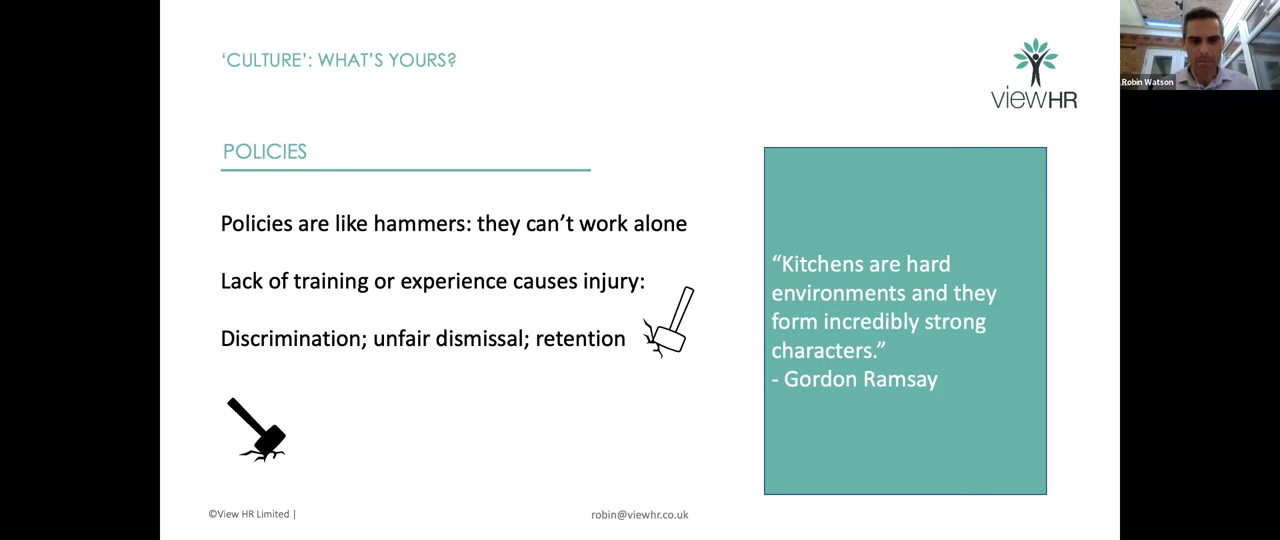 ‘CULTURE’: WHAT’S YOURS?
viewHR
Robin Watson
POLICIES
Policies are like hammers: they can’t work alone
Lack of training or experience causes injury:
Discrimination; unfair dismissal; retention
“Kitchens are hard
environments and they
form incredibly strong
characters.”
- Gordon Ramsay
©View HR Limited |
robin@viewhr.co.uk